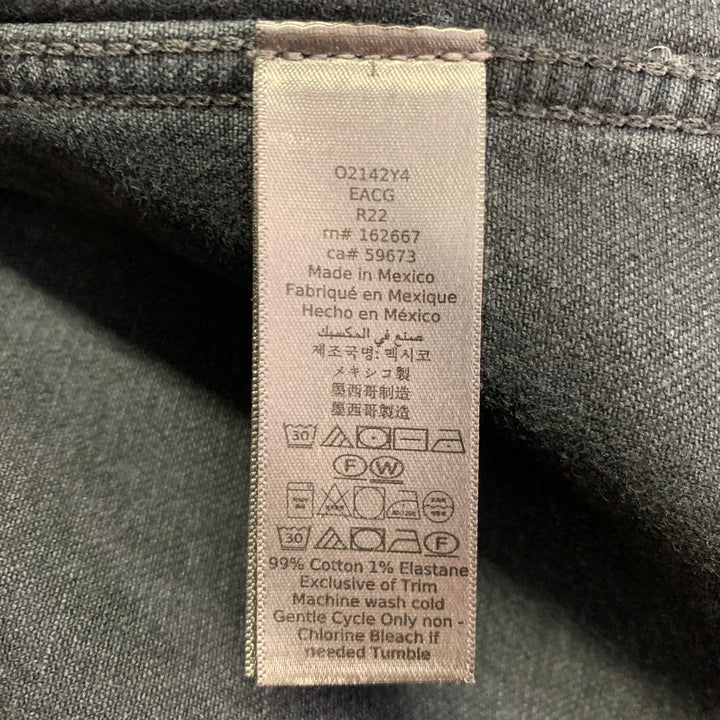 O2142Y4
EACG
R22
rn# 162667
ca# 59673
Made in Mexico
Fabriqué en Mexique
Hecho en México
صنع في المكسيك
제조국명: 멕시코
メキシコ製
墨西哥制造
墨西哥製造
30
F W
30 F
99% Cotton 1% Elastane
Exclusive of Trim
Machine wash cold
Gentle Cycle Only non -
Chlorine Bleach if
needed Tumble